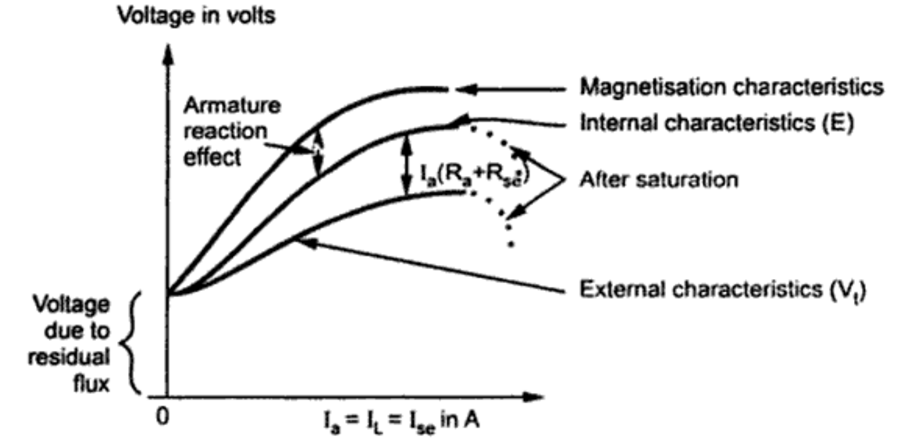 Voltage in volts
Armature
reaction
effect
Magnetisation characteristics
Internal characteristics (E)
Iₐ(Rₐ+Rₛₑ)
After saturation
External characteristics (Vₜ)
Voltage
due to
residual
flux
0
Iₐ = I_L = Iₛₑ in A